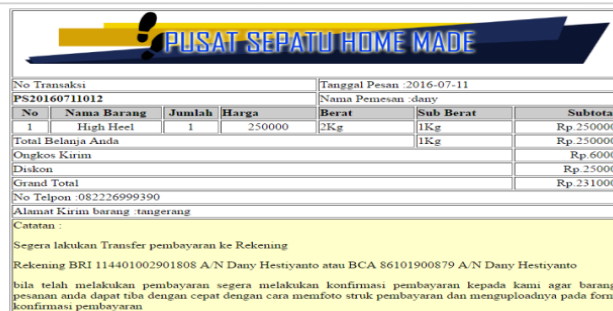 PUSAT SEPATU HOME MADE
No Transaksi Tanggal Pesan :2016-07-11
PS20160711012 Nama Pemesan :dany
No Nama Barang Jumlah Harga Berat Sub Berat Subtota
1 High Heel 1 250000 2Kg 1Kg Rp.250000
Total Belanja Anda 1Kg Rp.250000
Ongkos Kirim Rp.6000
Diskon Rp.25000
Grand Total Rp.231000
No Telpon :082226999390
Alamat Kirim barang :tangerang
Catatan :
Segera lakukan Transfer pembayaran ke Rekening
Rekening BRI 114401002901808 A/N Dany Hestiyanto atau BCA 86101900879 A/N Dany Hestiyanto
bila telah melakukan pembayaran segera melakukan konfirmasi pembayaran kepada kami agar barang
pesanan anda dapat tiba dengan cepat dengan cara memfoto struk pembayaran dan menguploadnya pada form
konfirmasi pembayaran